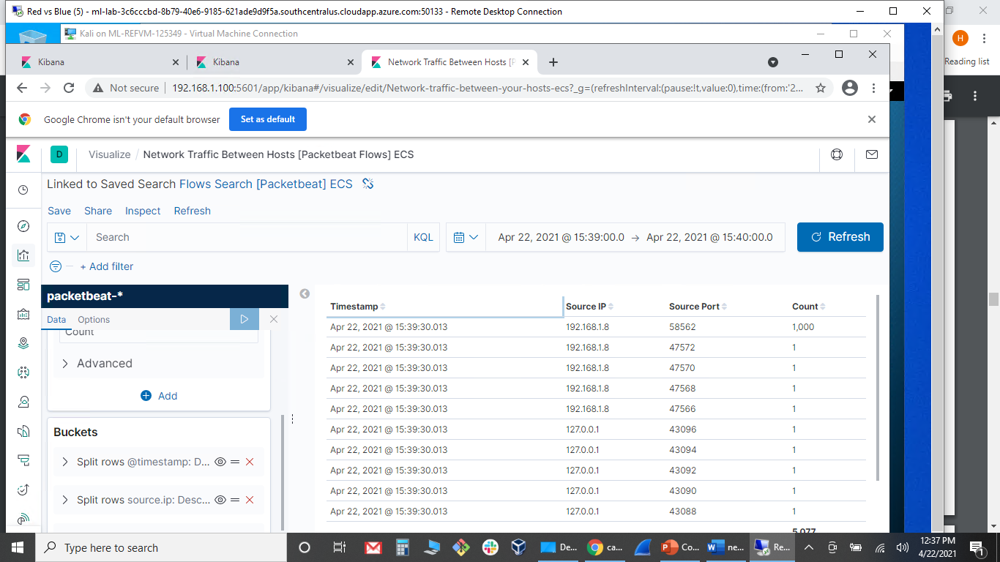 Red vs Blue (5) - ml-lab-3c6cccbd-8b79-40e6-9185-621ade9d9f5a.southcentralus.cloudapp.azure.com:50133 - Remote Desktop Connection
Kali on ML-REFVM-125349 - Virtual Machine Connection
H
Kibana
Kibana
Network Traffic Between Hosts [P
Reading list
Not secure 192.168.1.100:5601/app/kibana#/visualize/edit/Network-traffic-between-your-hosts-ecs?_g=(refreshInterval:(pause:!t,value:0),time:(from:'2...
Google Chrome isn't your default browser Set as default
D Visualize / Network Traffic Between Hosts [Packetbeat Flows] ECS
Linked to Saved Search Flows Search [Packetbeat] ECS
Save Share Inspect Refresh
Search KQL Apr 22, 2021 @ 15:39:00.0 → Apr 22, 2021 @ 15:40:00.0 Refresh
+ Add filter
packetbeat-*
Data Options
Count
Advanced
Add
Buckets
Split rows @timestamp: D...
Split rows source.ip: Desc...
Timestamp Source IP Source Port Count
Apr 22, 2021 @ 15:39:30.013 192.168.1.8 58562 1,000
Apr 22, 2021 @ 15:39:30.013 192.168.1.8 47572 1
Apr 22, 2021 @ 15:39:30.013 192.168.1.8 47570 1
Apr 22, 2021 @ 15:39:30.013 192.168.1.8 47568 1
Apr 22, 2021 @ 15:39:30.013 192.168.1.8 47566 1
Apr 22, 2021 @ 15:39:30.013 127.0.0.1 43096 1
Apr 22, 2021 @ 15:39:30.013 127.0.0.1 43094 1
Apr 22, 2021 @ 15:39:30.013 127.0.0.1 43092 1
Apr 22, 2021 @ 15:39:30.013 127.0.0.1 43090 1
Apr 22, 2021 @ 15:39:30.013 127.0.0.1 43088 1
5,077
Type here to search
De...
ca...
Co...
ne...
Re...
12:37 PM
4/22/2021
1